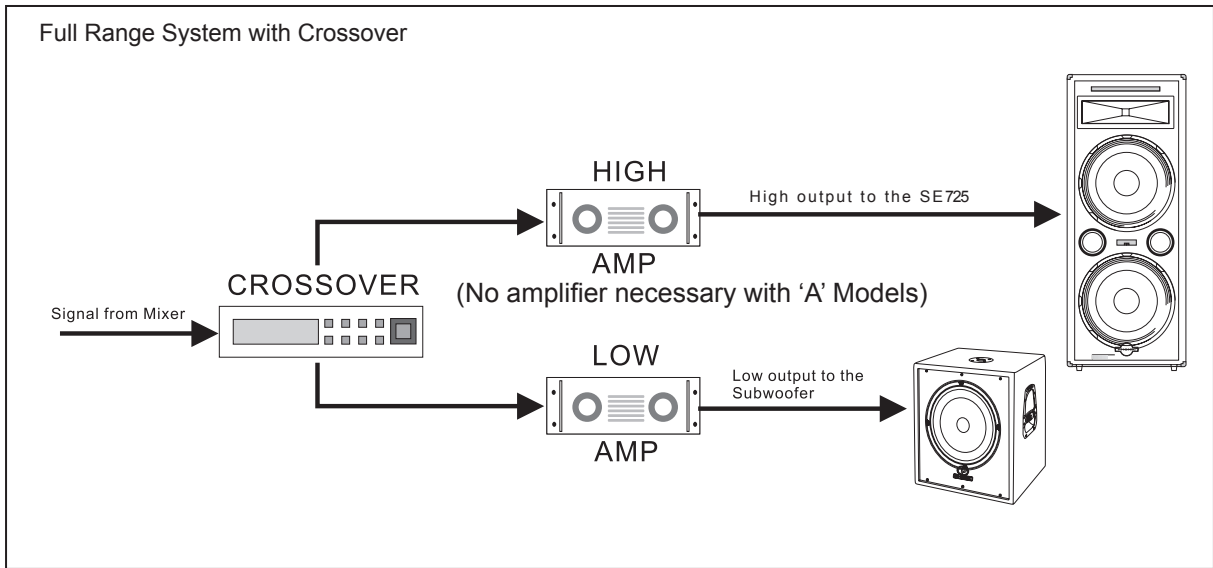 Full Range System with Crossover
HIGH
AMP
High output to the SE725
(No amplifier necessary with ‘A’ Models)
CROSSOVER
Signal from Mixer
LOW
AMP
Low output to the
Subwoofer